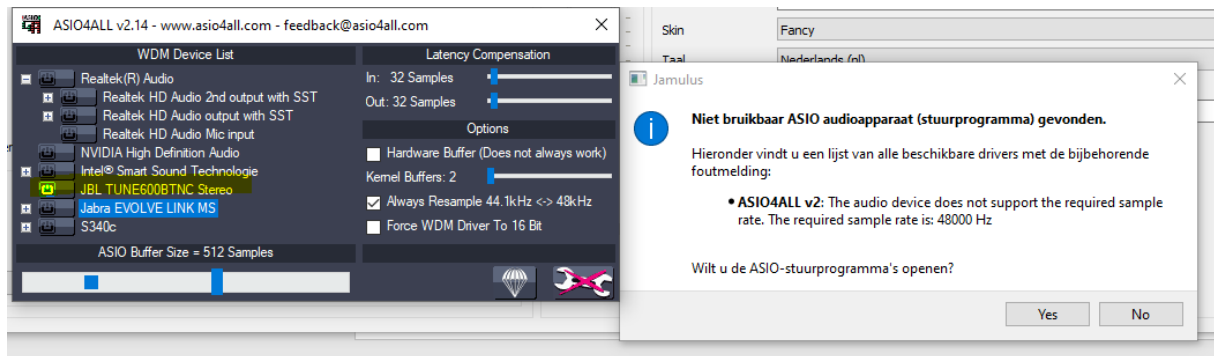 ASIO4ALL v2.14 - www.asio4all.com - feedback@asio4all.com
WDM Device List
Realtek(R) Audio
Realtek HD Audio 2nd output with SST
Realtek HD Audio output with SST
Realtek HD Audio Mic input
NVIDIA High Definition Audio
Intel® Smart Sound Technologie
JBL TUNE600BTNC Stereo
Jabra EVOLVE LINK MS
S340c
ASIO Buffer Size = 512 Samples
Latency Compensation
In: 32 Samples
Out: 32 Samples
Options
Hardware Buffer (Does not always work)
Kernel Buffers: 2
Always Resample 44.1kHz <-> 48kHz
Force WDM Driver To 16 Bit
Skin
Fancy
Taal
Nederlands (nl)
Jamulus
Niet bruikbaar ASIO audioapparaat (stuurprogramma) gevonden.
Hieronder vindt u een lijst van alle beschikbare drivers met de bijbehorende
foutmelding:
• ASIO4ALL v2: The audio device does not support the required sample
rate. The required sample rate is: 48000 Hz
Wilt u de ASIO-stuurprogramma's openen?
Yes
No